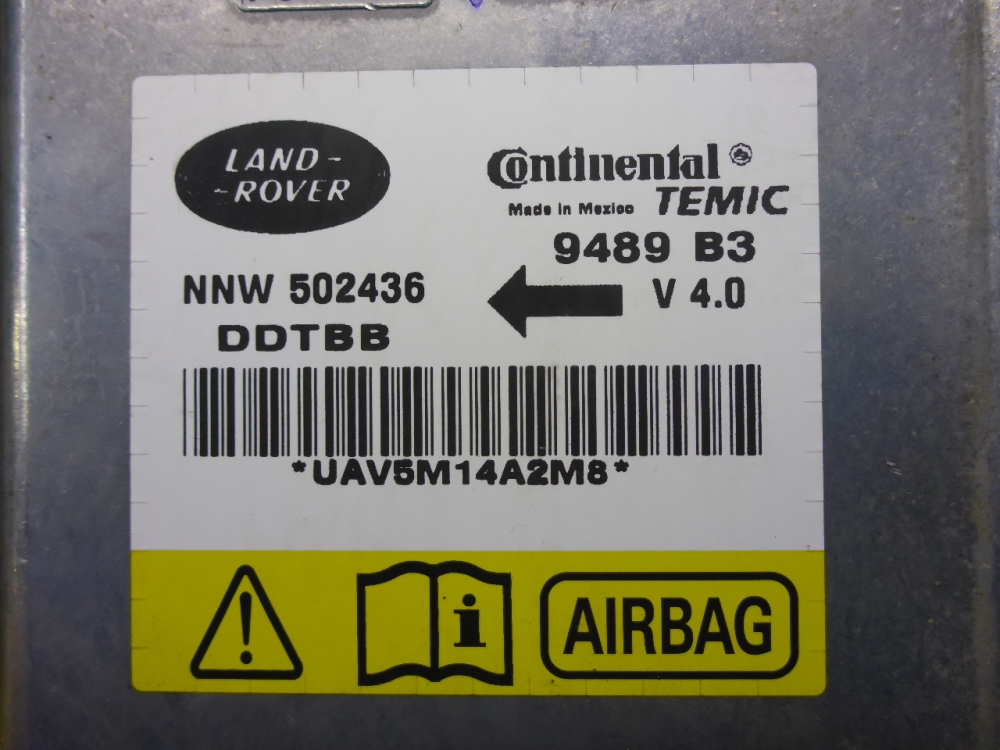 LAND-
-ROVER
Continental
Made in Mexico TEMIC
9489 B3
NNW 502436
V 4.0
DDTBB
*UAV5M14A2M8*
i
AIRBAG